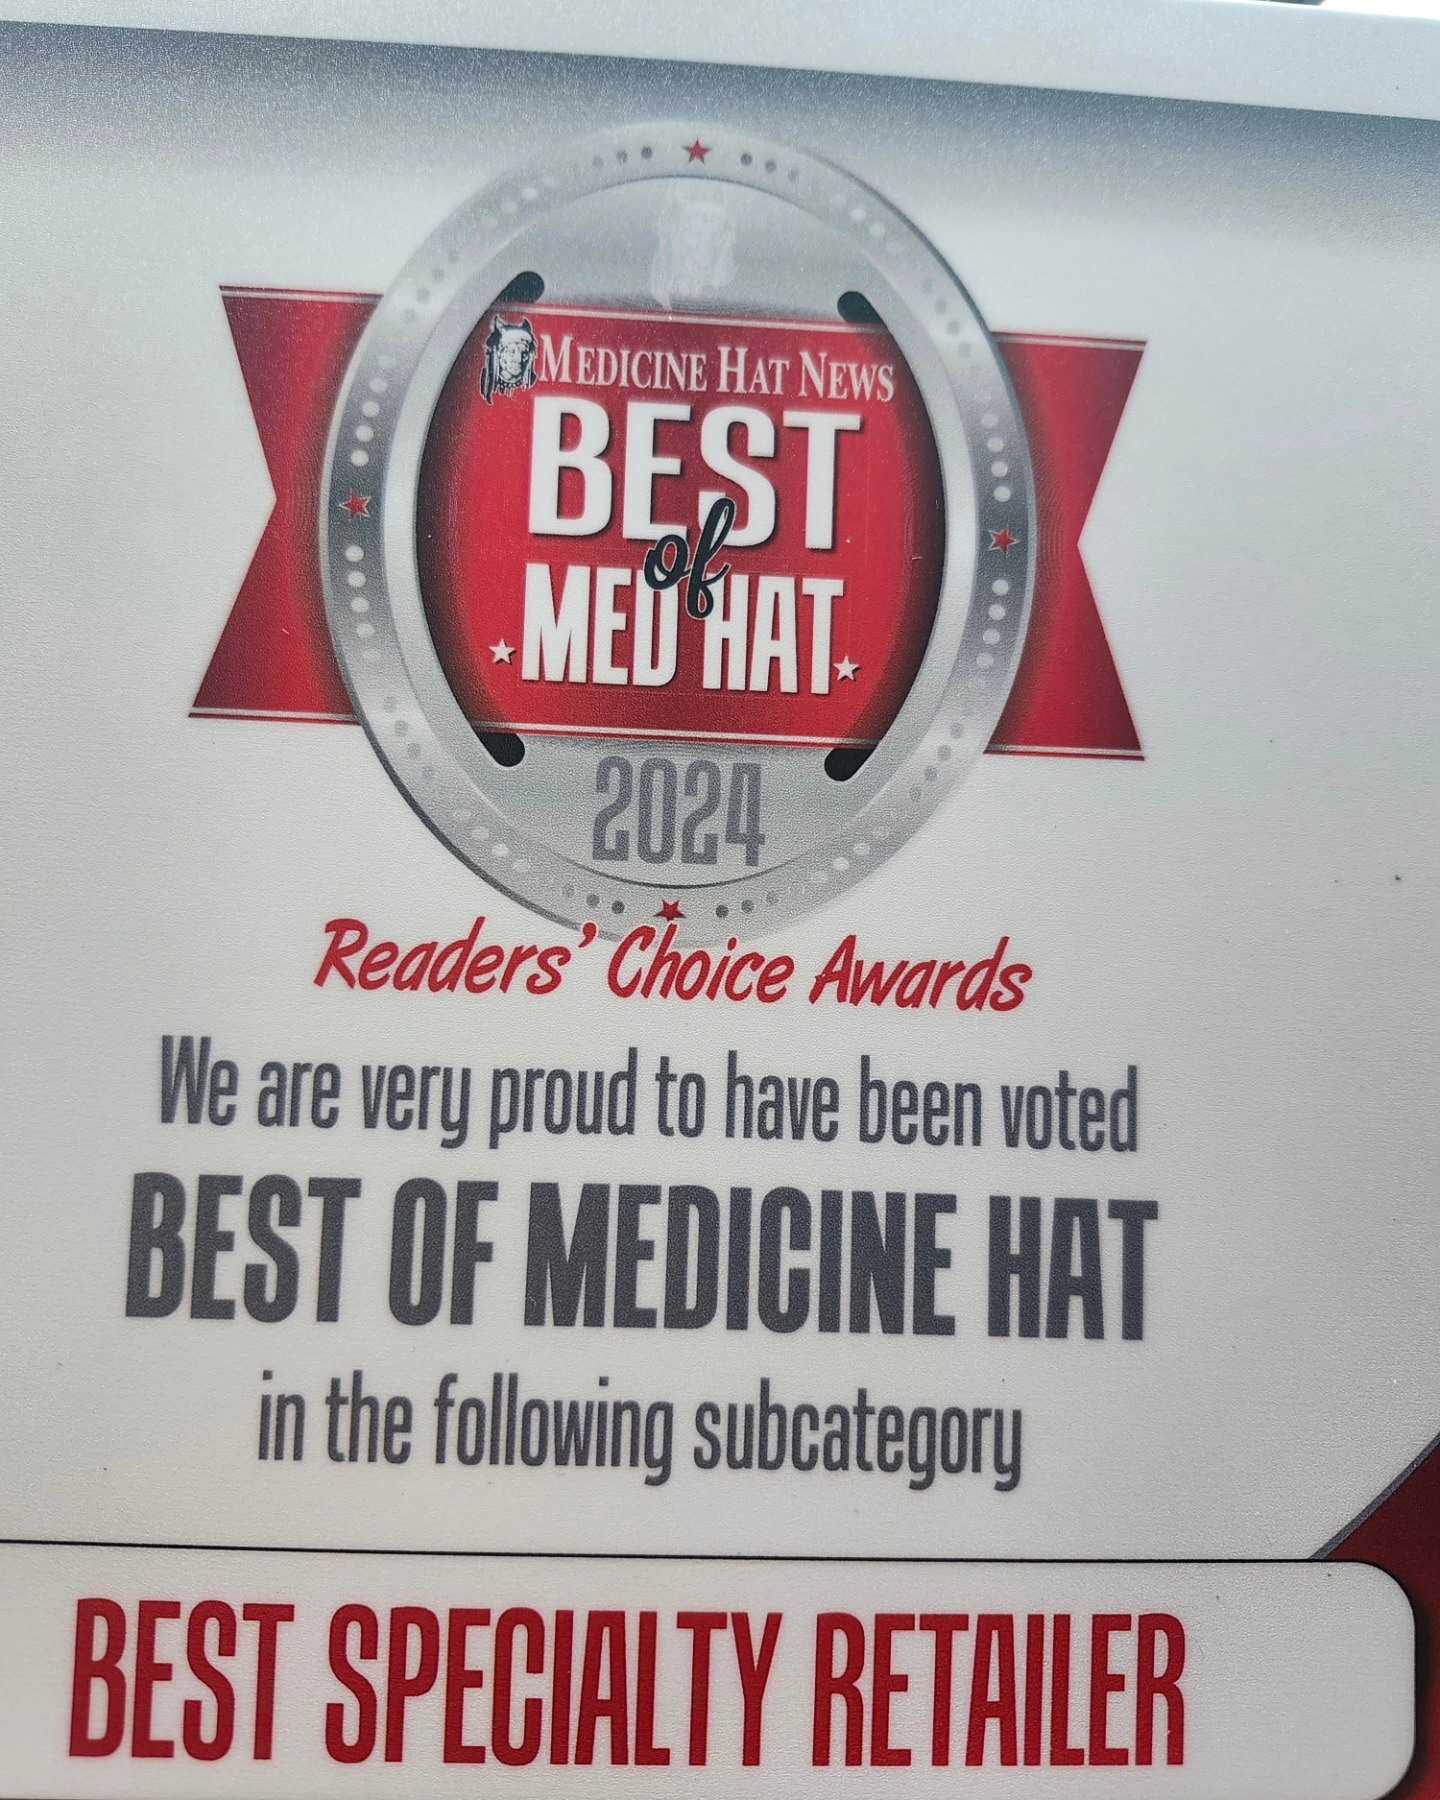 MEDICINE HAT NEWS
BEST
of
MED HAT
2024
Readers' Choice Awards
We are very proud to have been voted
BEST OF MEDICINE HAT
in the following subcategory
BEST SPECIALTY RETAILER